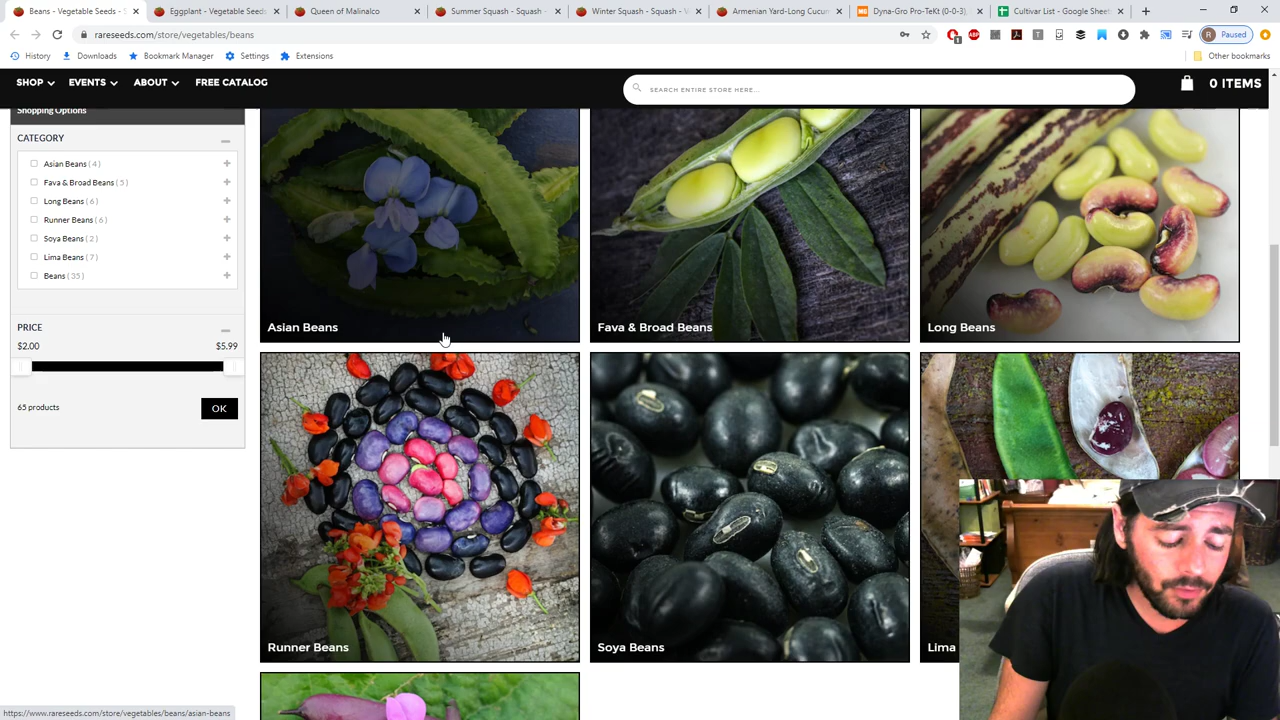 Beans - Vegetable Seeds -
Eggplant - Vegetable Seeds
Queen of Malinalco
Summer Squash - Squash -
Winter Squash - Squash - V
Armenian Yard-Long Cucum
Dyna-Gro Pro-TeKt (0-0-3),
Cultivar List - Google Sheet
rareseeds.com/store/vegetables/beans
R Paused
History
Downloads
Bookmark Manager
Settings
Extensions
Other bookmarks
SHOP
EVENTS
ABOUT
FREE CATALOG
SEARCH ENTIRE STORE HERE...
0 ITEMS
Shopping Options
CATEGORY
Asian Beans ( 4 )
Fava & Broad Beans ( 5 )
Long Beans ( 6 )
Runner Beans ( 6 )
Soya Beans ( 2 )
Lima Beans ( 7 )
Beans ( 35 )
PRICE
$2.00 $5.99
65 products
OK
Asian Beans
Fava & Broad Beans
Long Beans
Runner Beans
Soya Beans
Lima
https://www.rareseeds.com/store/vegetables/beans/asian-beans